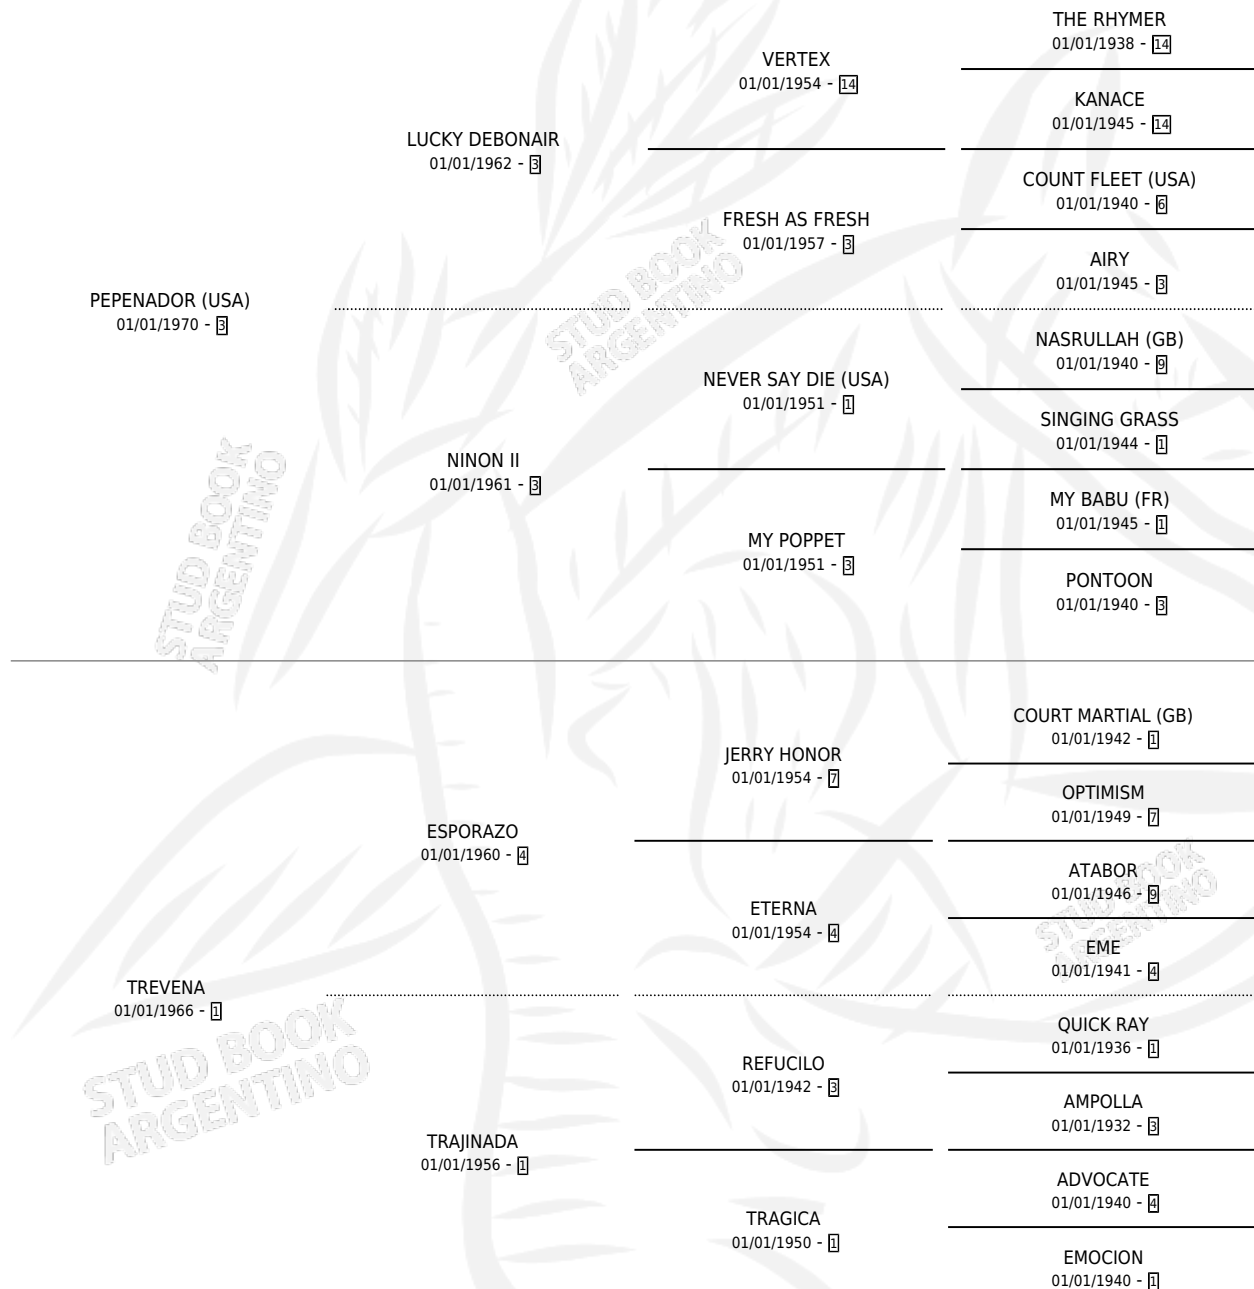 THE RHYMER
01/01/1938 - 14
VERTEX
01/01/1954 - 14
KANACE
01/01/1945 - 14
LUCKY DEBONAIR
01/01/1962 - 3
COUNT FLEET (USA)
01/01/1940 - 6
FRESH AS FRESH
01/01/1957 - 3
AIRY
01/01/1945 - 3
PEPENADOR (USA)
01/01/1970 - 3
NASRULLAH (GB)
01/01/1940 - 9
NEVER SAY DIE (USA)
01/01/1951 - 1
SINGING GRASS
01/01/1944 - 1
NINON II
01/01/1961 - 3
MY BABU (FR)
01/01/1945 - 1
MY POPPET
01/01/1951 - 3
PONTOON
01/01/1940 - 3
COURT MARTIAL (GB)
01/01/1942 - 1
JERRY HONOR
01/01/1954 - 7
OPTIMISM
01/01/1949 - 7
ESPORAZO
01/01/1960 - 4
ATABOR
01/01/1946 - 9
ETERNA
01/01/1954 - 4
EME
01/01/1941 - 4
TREVENA
01/01/1966 - 1
QUICK RAY
01/01/1936 - 1
REFUCILO
01/01/1942 - 3
AMPOLLA
01/01/1932 - 3
TRAJINADA
01/01/1956 - 1
ADVOCATE
01/01/1940 - 4
TRAGICA
01/01/1950 - 1
EMOCION
01/01/1940 - 1
STUD BOOK
ARGENTINO
STUD BOOK
ARGENTINO
STUD BOOK
ARGENTINO
STUD BOOK
ARGENTINO